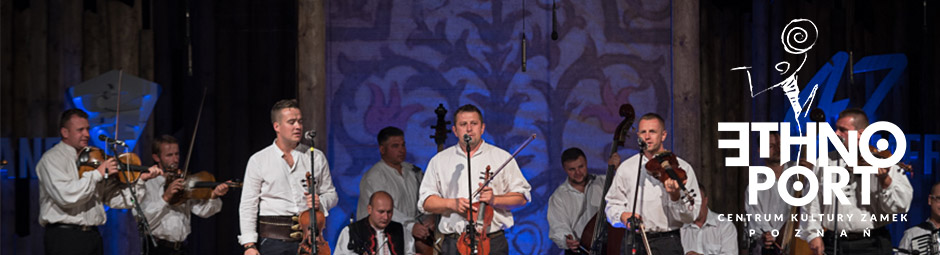 ETHNO
PORT
CENTRUM KULTURY ZAMEK
POZNAŃ